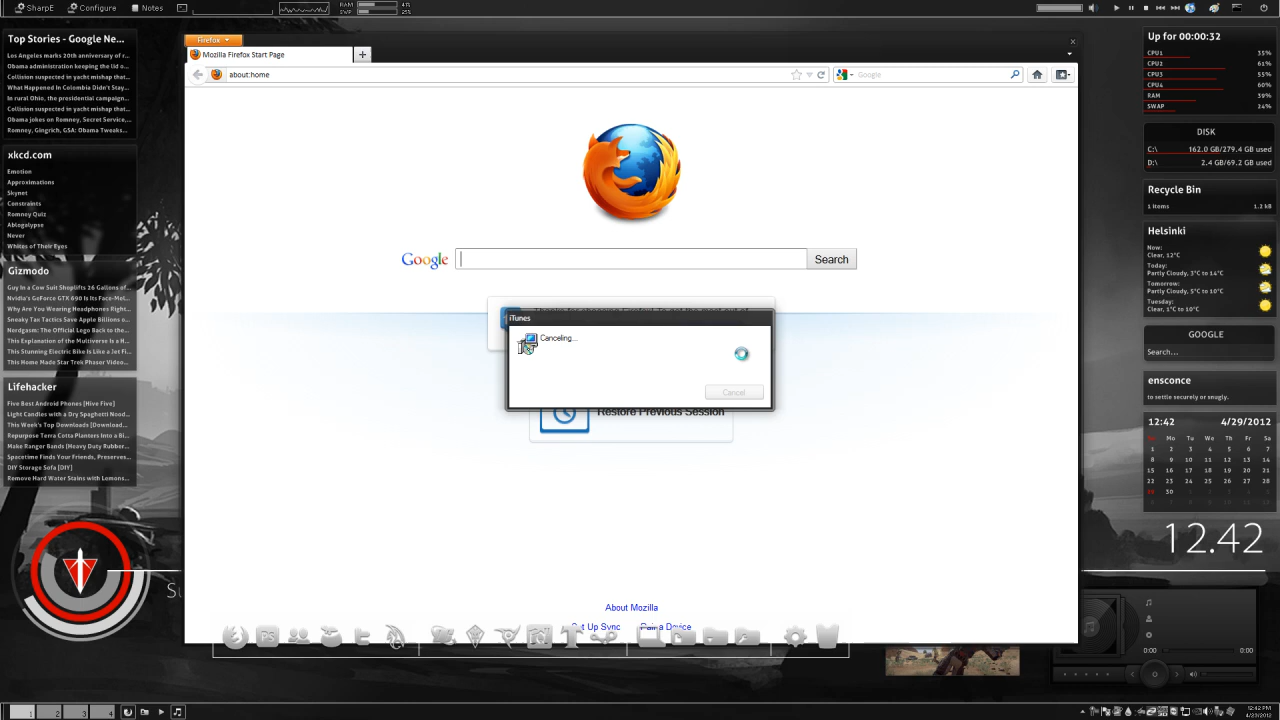 SharpE
Configure
Notes
RAM 4%
SWP 25%
Top Stories - Google Ne...
Los Angeles marks 20th anniversary of r...
Obama administration keeping the lid o...
Collision suspected in yacht mishap that...
What Happened In Colombia Didn't Stay...
In rural Ohio, the presidential campaign...
Collision suspected in yacht mishap that...
Obama jokes on Romney, Secret Service,...
Romney, Gingrich, GSA: Obama Tweaks...
xkcd.com
Emotion
Approximations
Skynet
Constraints
Romney Quiz
Ablogalypse
Never
Whites of Their Eyes
Gizmodo
Guy In a Cow Suit Shoplifts 26 Gallons of...
Nvidia's GeForce GTX 690 Is Its Face-Mel...
Why Are You Wearing Headphones Right...
Sneaky Tax Tactics Save Apple Billions o...
Nordgasm: The Official Lego Back to the...
This Explanation of the Multiverse Is a H...
This Stunning Electric Bike Is Like a Jet Fi...
This Home Made Star Trek Phasor Video...
Lifehacker
Five Best Android Phones [Hive Five]
Light Candles with a Dry Spaghetti Nood...
This Week's Top Downloads [Download...
Repurpose Terra Cotta Planters Into a Bi...
Make Ranger Bands (Heavy Duty Rubber...
Spacetime Finds Your Friends, Preserves...
DIY Storage Sofa [DIY]
Remove Hard Water Stains with Lemons...
Firefox
Mozilla Firefox Start Page
about:home
Google
Google
Search
iTunes
Canceling...
Cancel
Restore Previous Session
About Mozilla
Set Up Sync
Pair a Device
Up for 00:00:32
CPU1 35%
CPU2 61%
CPU3 55%
CPU4 60%
RAM 39%
SWAP 24%
DISK
C:\ 162.0 GB/279.4 GB used
D:\ 2.4 GB/69.2 GB used
Recycle Bin
1 items 1.2 kB
Helsinki
Now:
Clear, 12°C
Today:
Partly Cloudy, 3°C to 14°C
Tomorrow:
Partly Cloudy, 5°C to 10°C
Tuesday:
Clear, 1°C to 10°C
GOOGLE
Search...
ensconce
to settle securely or snugly.
12:42 4/29/2012
Su Mo Tu We Th Fr Sa
1 2 3 4 5 6 7
8 9 10 11 12 13 14
15 16 17 18 19 20 21
22 23 24 25 26 27 28
29 30
12.42
Su
0:00 0:00
1 2 3 4
12:42 PM
4/29/2012